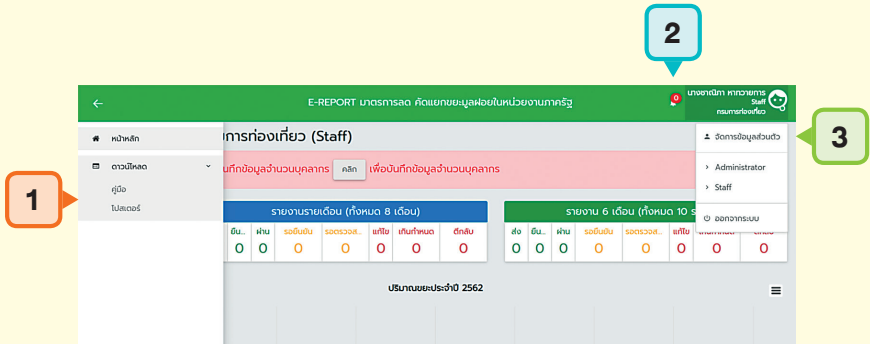 2
E-REPORT มาตรการลด คัดแยกขยะมูลฝอยในหน่วยงานภาครัฐ
0
Staff
กรมการท่องเที่ยว
หน้าหลัก
การท่องเที่ยว (Staff)
จัดการข้อมูลส่วนตัว
3
ดาวน์โหลด
คลิก เพื่อบันทึกข้อมูลจำนวนบุคลากร
Administrator
Staff
1
คู่มือ
โปสเตอร์
ออกจากระบบ
รายงานรายเดือน (ทั้งหมด 8 เดือน)
รายงาน 6 เดือน (ทั้งหมด 10
ยืน... ผ่าน รอยืนยัน รอตรวจส... แก้ไข เกินกำหนด ตีกลับ
ส่ง ยืน... ผ่าน รอยืนยัน รอตรวจส... แก้ไข
0 0 0 0 0 0 0
0 0 0 0 0 0 0 0
ปริมาณขยะประจำปี 2562